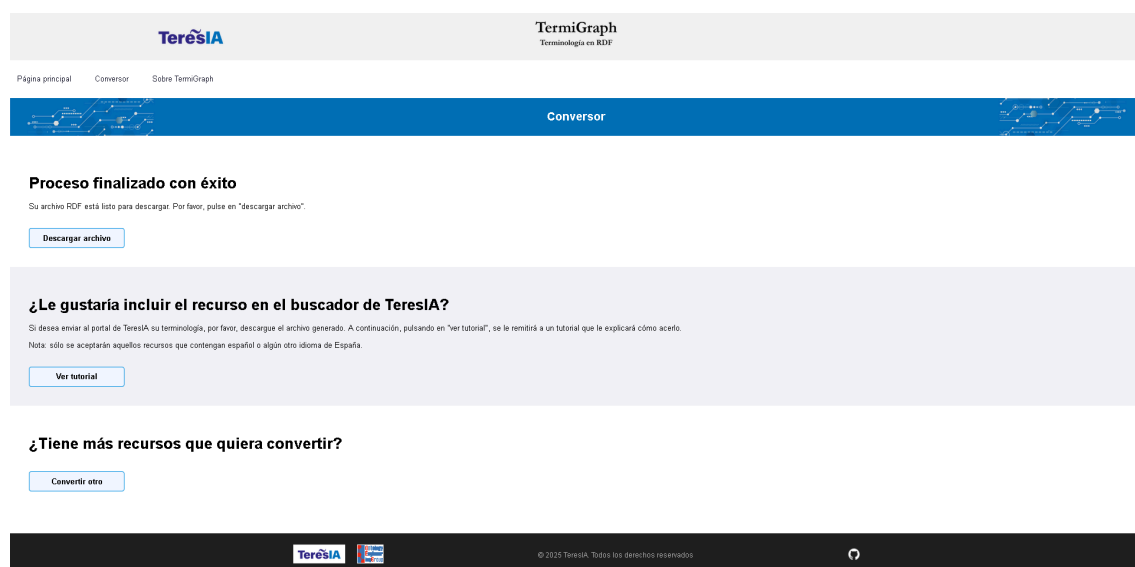 TeresIA
TermiGraph
Terminología en RDF
Página principal Conversor Sobre TermiGraph
Conversor
Proceso finalizado con éxito
Su archivo RDF está listo para descargar. Por favor, pulse en "descargar archivo".
Descargar archivo
¿Le gustaría incluir el recurso en el buscador de TeresIA?
Si desea enviar al portal de TeresIA su terminología, por favor, descargue el archivo generado. A continuación, pulsando en "ver tutorial", se le remitirá a un tutorial que le explicará cómo acerlo.
Nota: sólo se aceptarán aquellos recursos que contengan español o algún otro idioma de España.
Ver tutorial
¿Tiene más recursos que quiera convertir?
Convertir otro
TeresIA
© 2025 TeresIA. Todos los derechos reservados